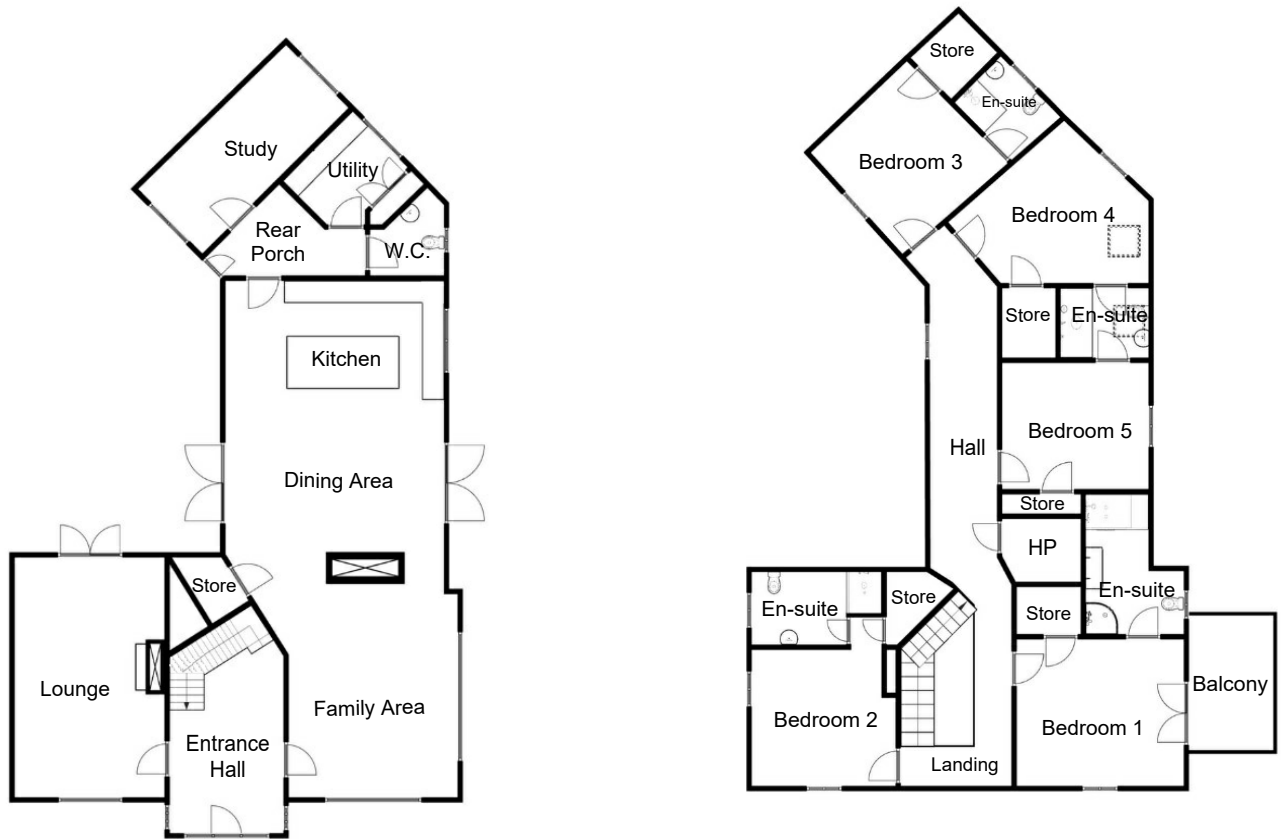 Study
Utility
Rear
Porch
W.C.
Kitchen
Dining Area
Store
Lounge
Family Area
Entrance
Hall
Store
En-suite
Bedroom 3
Bedroom 4
Store
En-suite
Bedroom 5
Hall
Store
HP
En-suite
En-suite
Store
Store
Balcony
Bedroom 2
Bedroom 1
Landing